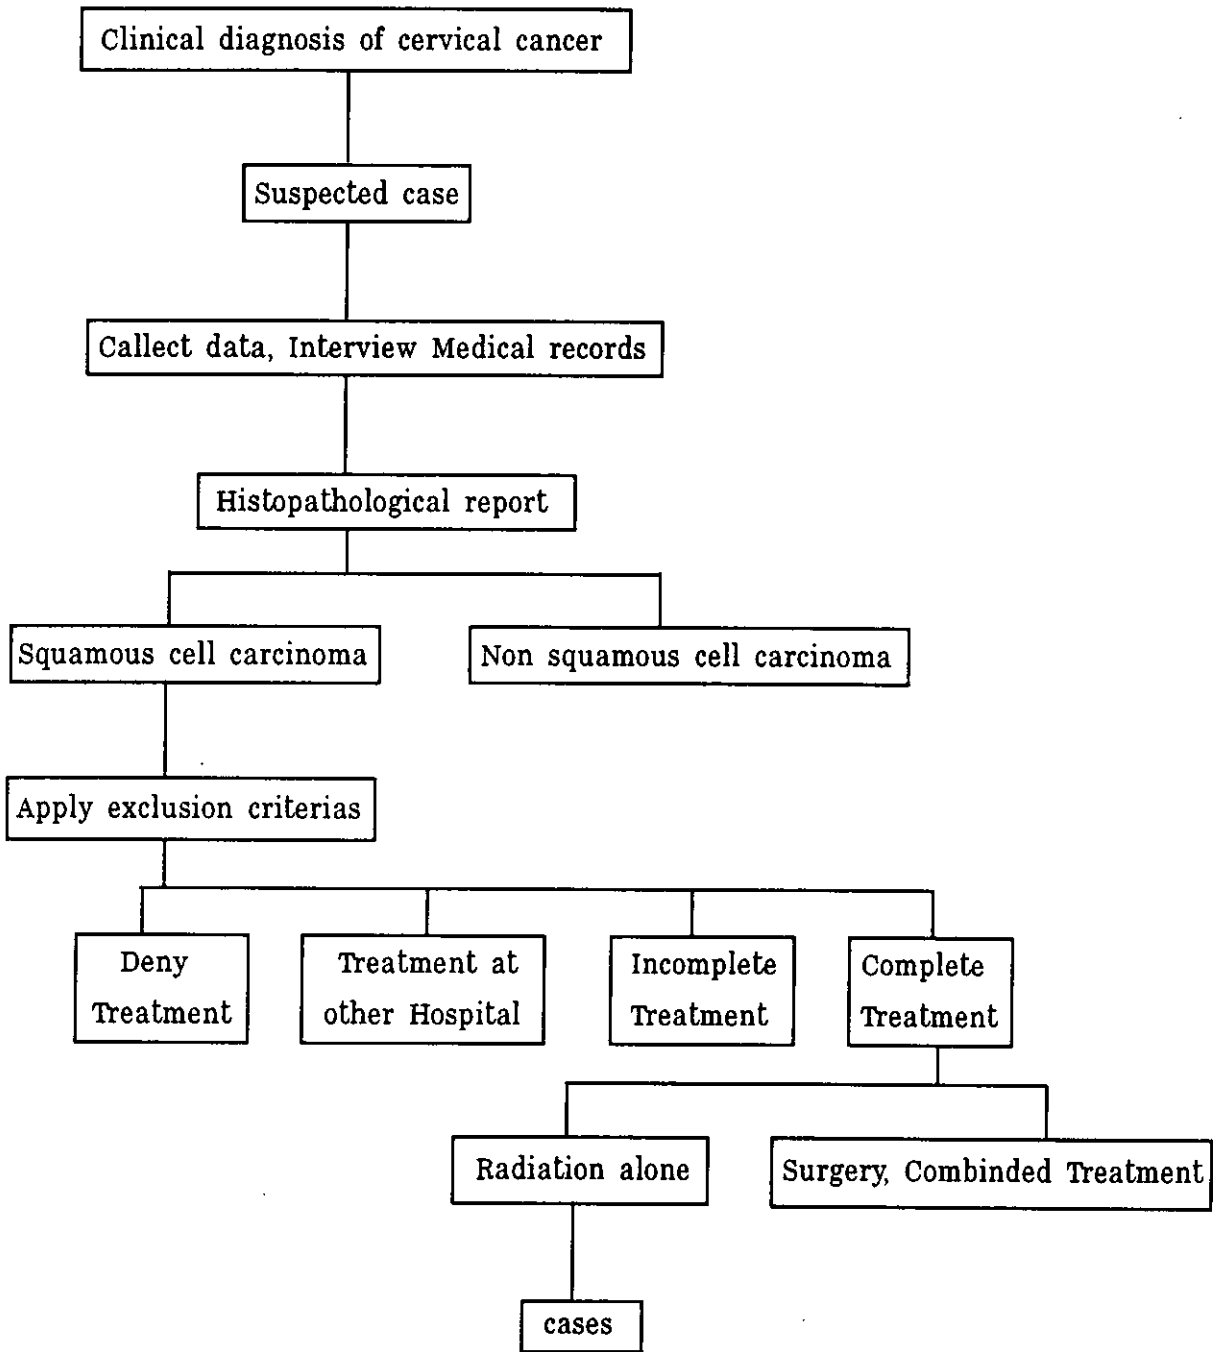 Clinical diagnosis of cervical cancer
Suspected case
Callect data, Interview Medical records
Histopathological report
Squamous cell carcinoma
Non squamous cell carcinoma
Apply exclusion criterias
Deny
Treatment
Treatment at
other Hospital
Incomplete
Treatment
Complete
Treatment
Radiation alone
Surgery, Combinded Treatment
cases